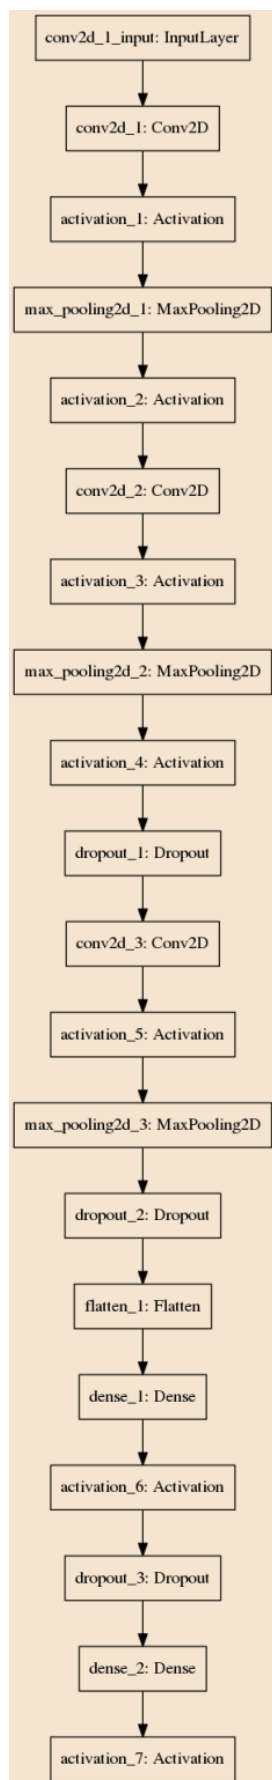 conv2d_1_input: InputLayer
conv2d_1: Conv2D
activation_1: Activation
max_pooling2d_1: MaxPooling2D
activation_2: Activation
conv2d_2: Conv2D
activation_3: Activation
max_pooling2d_2: MaxPooling2D
activation_4: Activation
dropout_1: Dropout
conv2d_3: Conv2D
activation_5: Activation
max_pooling2d_3: MaxPooling2D
dropout_2: Dropout
flatten_1: Flatten
dense_1: Dense
activation_6: Activation
dropout_3: Dropout
dense_2: Dense
activation_7: Activation